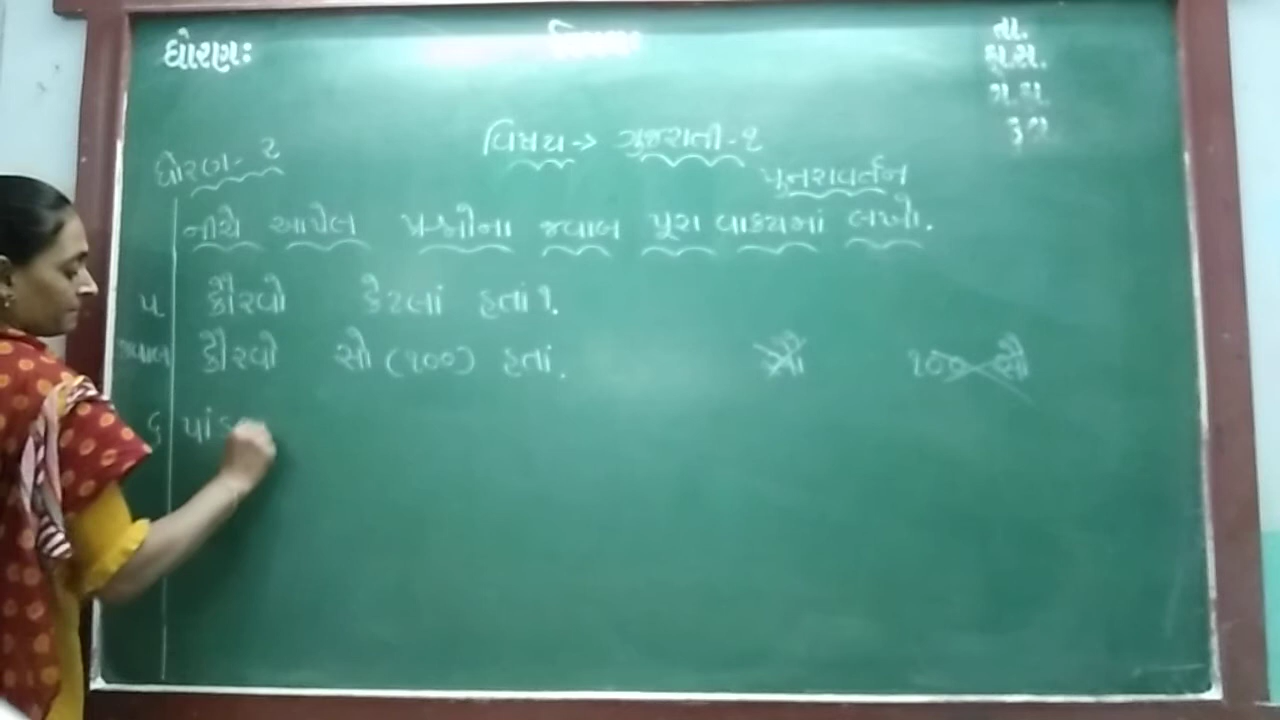 ધોરણઃ
તા.
કુ.સ.
વિષય -> ગુજરાતી-૧
ધોરણ- ૨
પૂનરાવર્તન
નીચે આપેલ પ્રશ્નોના જવાબ પૂરા વાક્યમાં લખો.
૫ કૌરવો કેટલાં હતાં?.
જવાબ કૌરવો સો (૧૦૦) હતાં.
સો ૧૦૦ સૌ
૬ પાંડ